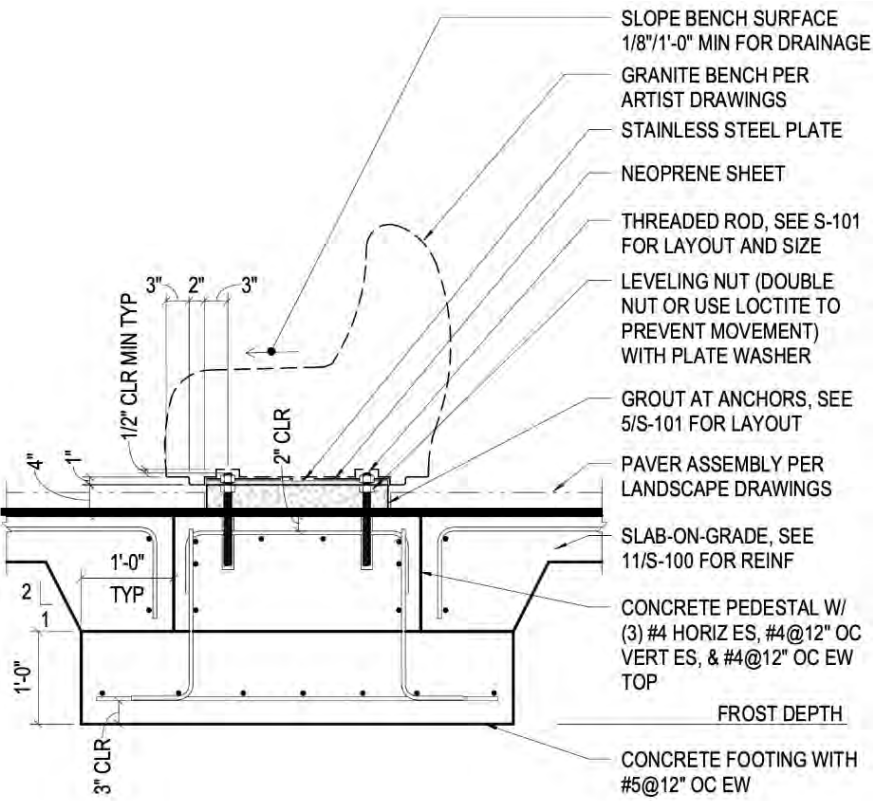 SLOPE BENCH SURFACE
1/8"/1'-0" MIN FOR DRAINAGE
GRANITE BENCH PER
ARTIST DRAWINGS
STAINLESS STEEL PLATE
NEOPRENE SHEET
THREADED ROD, SEE S-101
FOR LAYOUT AND SIZE
LEVELING NUT (DOUBLE
NUT OR USE LOCTITE TO
PREVENT MOVEMENT)
WITH PLATE WASHER
GROUT AT ANCHORS, SEE
5/S-101 FOR LAYOUT
PAVER ASSEMBLY PER
LANDSCAPE DRAWINGS
SLAB-ON-GRADE, SEE
11/S-100 FOR REINF
CONCRETE PEDESTAL W/
(3) #4 HORIZ ES, #4@12" OC
VERT ES, & #4@12" OC EW
TOP
FROST DEPTH
CONCRETE FOOTING WITH
#5@12" OC EW
3" 2" 3"
1/2" CLR MIN TYP
1"
4"
2" CLR
1'-0"
TYP
2
1
1'-0"
3" CLR